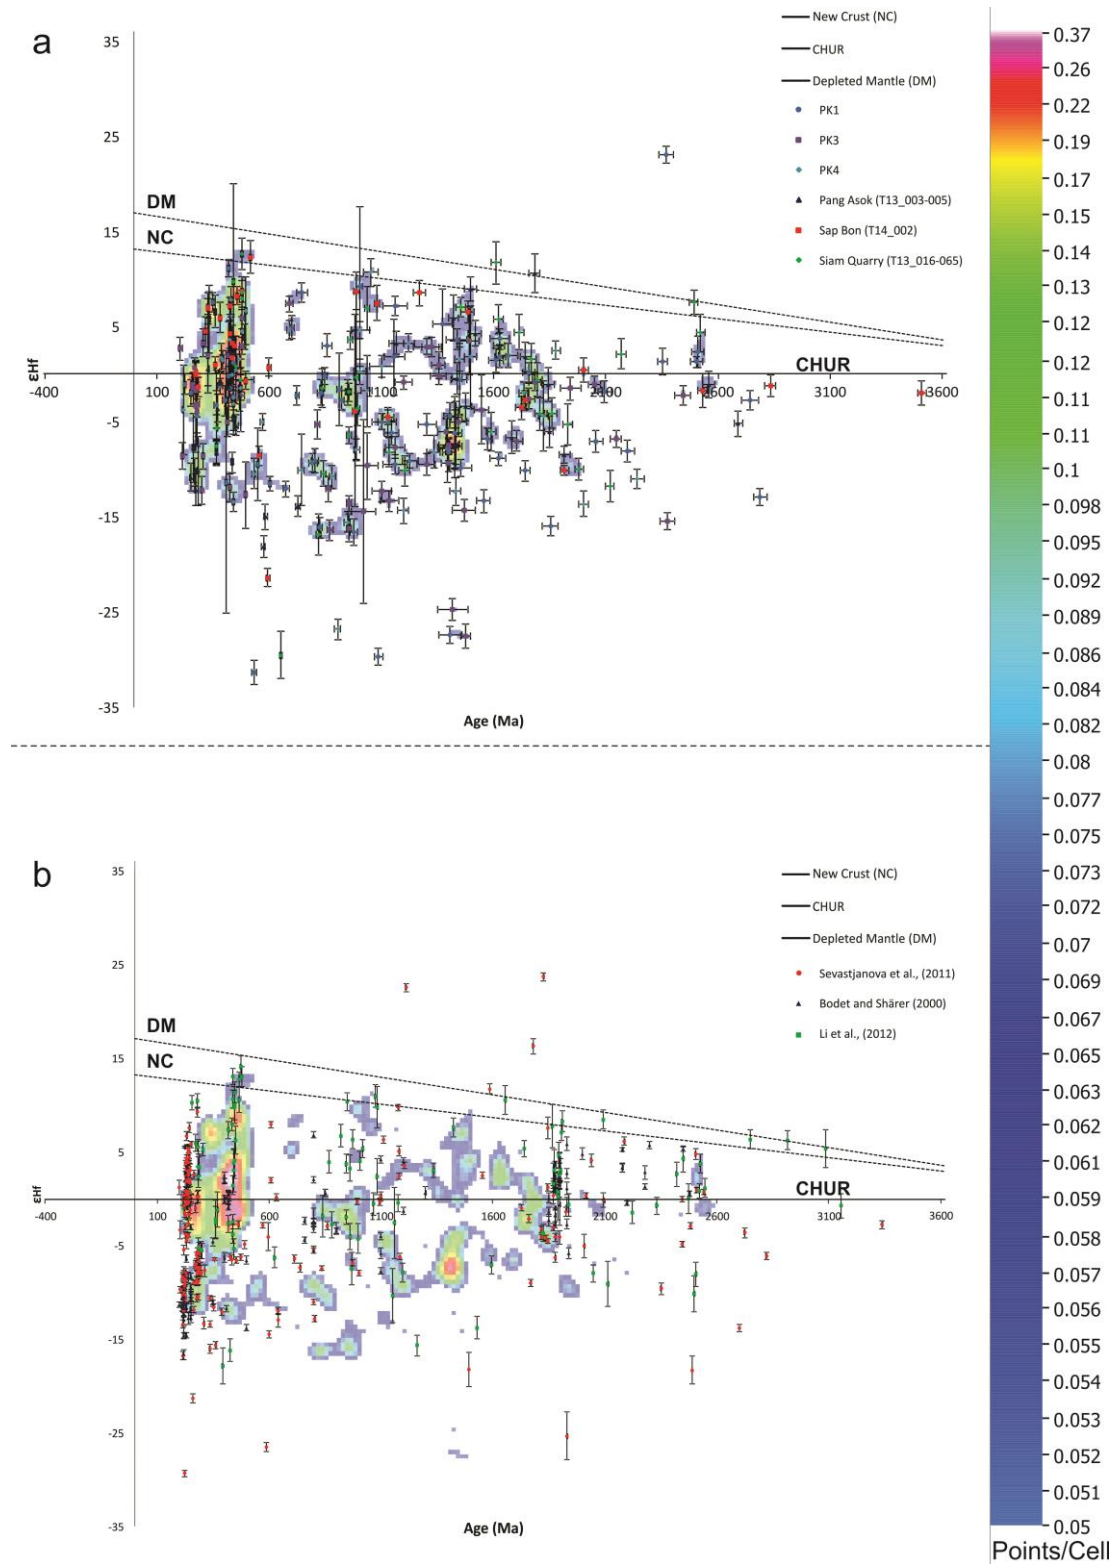 a
35
25
15
5
-5
-15
-25
-35
εHf
DM
NC
CHUR
-400 100 600 1100 1600 2100 2600 3100 3600
Age (Ma)
New Crust (NC)
CHUR
Depleted Mantle (DM)
PK1
PK3
PK4
Pang Asok (T13_003-005)
Sap Bon (T14_002)
Siam Quarry (T13_016-065)
b
35
25
15
5
-5
-15
-25
-35
εHf
DM
NC
CHUR
-400 100 600 1100 1600 2100 2600 3100 3600
Age (Ma)
New Crust (NC)
CHUR
Depleted Mantle (DM)
Sevastjanova et al., (2011)
Bodet and Shärer (2000)
Li et al., (2012)
0.37
0.26
0.22
0.19
0.17
0.15
0.14
0.13
0.12
0.12
0.11
0.11
0.1
0.098
0.095
0.092
0.089
0.086
0.084
0.082
0.08
0.077
0.075
0.073
0.072
0.07
0.069
0.067
0.065
0.063
0.062
0.061
0.059
0.058
0.057
0.056
0.054
0.053
0.052
0.051
0.05
Points/Cell